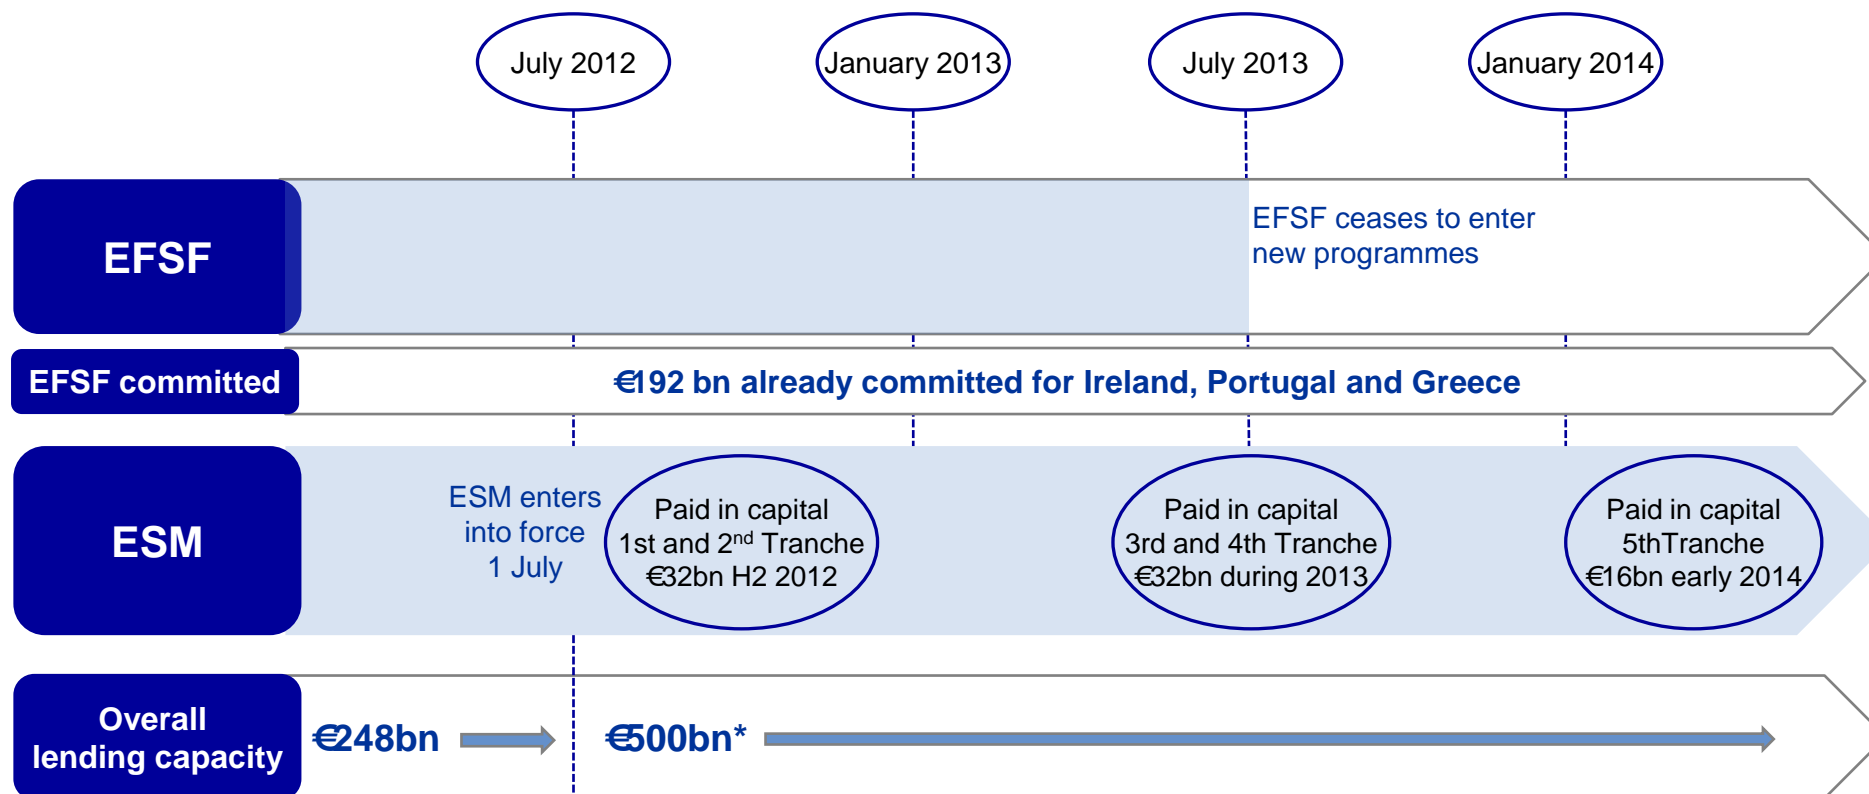 July 2012
January 2013
July 2013
January 2014
EFSF
EFSF ceases to enter
new programmes
EFSF committed
€192 bn already committed for Ireland, Portugal and Greece
ESM
ESM enters
into force
1 July
Paid in capital
1st and 2nd Tranche
€32bn H2 2012
Paid in capital
3rd and 4th Tranche
€32bn during 2013
Paid in capital
5thTranche
€16bn early 2014
Overall
lending capacity
€248bn
€500bn*